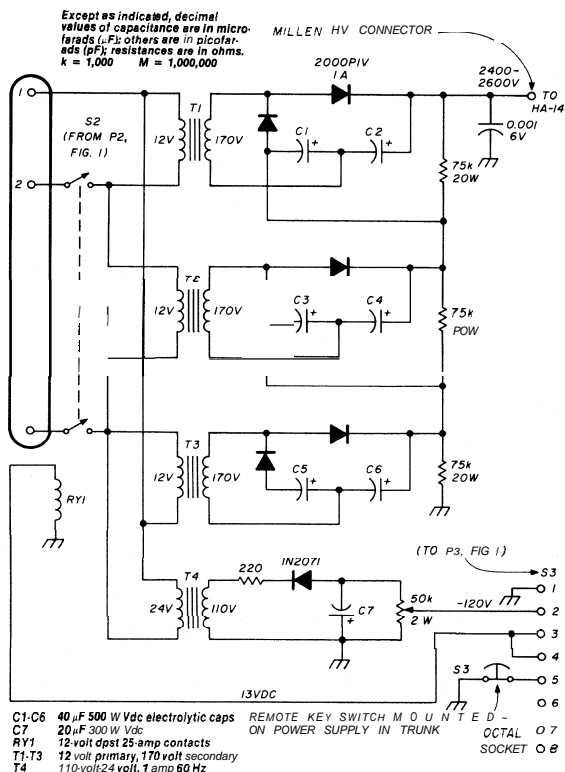 Except as indicated, decimal
values of capacitance are in micro-
farads (μF); others are in picofar-
ads (pF); resistances are in ohms.
k = 1,000 M = 1,000,000
MILLEN HV CONNECTOR
2000PIV
1A
2400-
2600V
TO
HA-14
0.001
6V
1
S2
(FROM P2,
FIG. 1)
2
12V
T1
170V
C1 +
C2 +
75k
20W
12V
T2
170V
C3 +
C4 +
75k
POW
12V
T3
170V
C5 +
C6 +
75k
20W
RY1
24V
T4
110V
220
1N2071
C7
50k
2 W
-120V
(TO P3, FIG 1)
S3
1
2
3
4
5
6
O 7
8
S3
13VDC
REMOTE KEY SWITCH MOUNTED-
ON POWER SUPPLY IN TRUNK
OCTAL
SOCKET
C1-C6 40 μF 500 W Vdc electrolytic caps
C7 20 μF 300 W Vdc
RY1 12-volt dpst 25-amp contacts
T1-T3 12 volt primary, 170 volt secondary
T4 110-volt-24 volt, 1 amp 60 Hz